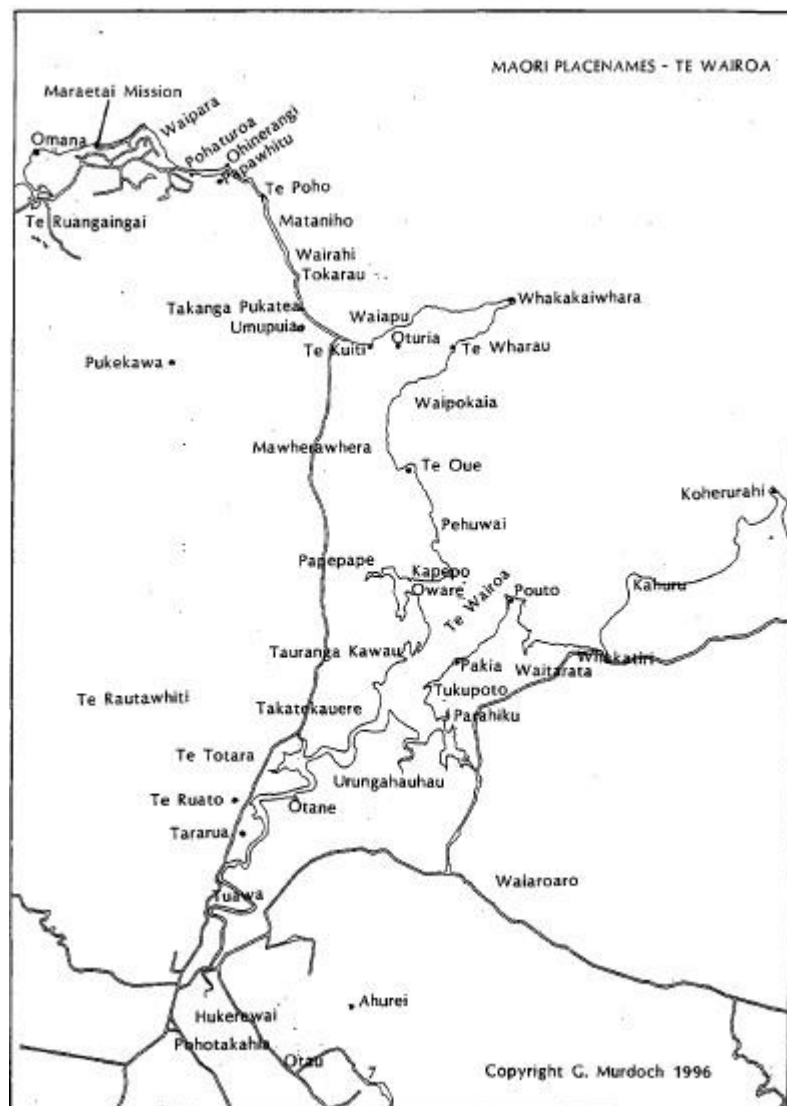 MAORI PLACENAMES - TE WAIROA
Maraetai Mission
Waipara
Omana
Pohaturoa
Ohinerangi
Papawhitu
Te Poho
Te Ruangaingai
Mataniho
Wairahi
Tokarau
Whakakaiwhara
Takanga Pukatea
Waiapu
Umupuia
Te Kuiti
Oturia
Te Wharau
Pukekawa
Waipokaia
Mawherawhera
Te Oue
Koherurahi
Pehuwai
Papepape
Kapepo
Oware
Te Wairoa
Pouto
Kahuru
Tauranga Kawau
Pakia
Waitarata
Whakatiri
Te Rautawhiti
Tukupoto
Takatekauere
Parahiku
Te Totara
Urungahauhau
Te Ruato
Otane
Tararua
Tuawa
Waiaroaro
Ahurei
Hukerewai
Pohotakahia
Orau
7
Copyright G. Murdoch 1996